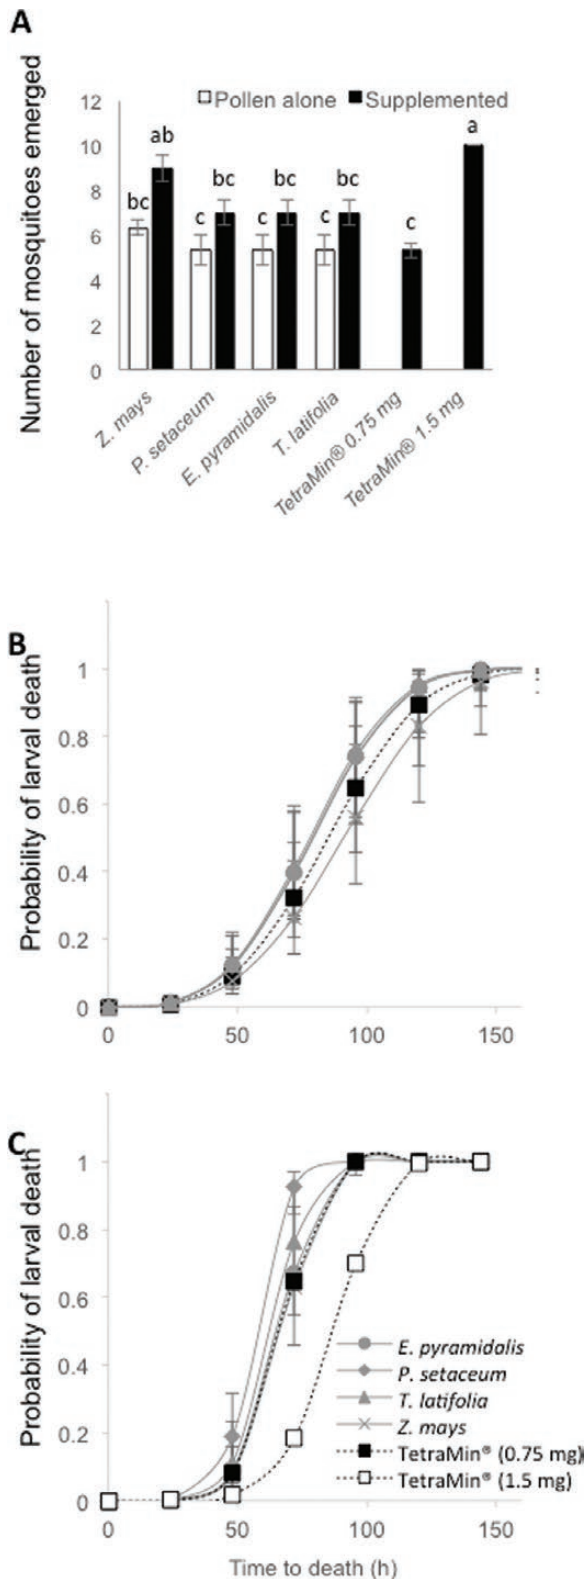 A
Number of mosquitoes emerged
Pollen alone
Supplemented
12
10
8
6
4
2
0
bc
ab
c
bc
c
bc
c
bc
c
a
Z. mays
P. setaceum
E. pyramidalis
T. latifolia
TetraMin® 0.75 mg
TetraMin® 1.5 mg
B
Probability of larval death
1
0.8
0.6
0.4
0.2
0
0
50
100
150
C
Probability of larval death
1
0.8
0.6
0.4
0.2
0
E. pyramidalis
P. setaceum
T. latifolia
Z. mays
TetraMin® (0.75 mg)
TetraMin® (1.5 mg)
0
50
100
150
Time to death (h)